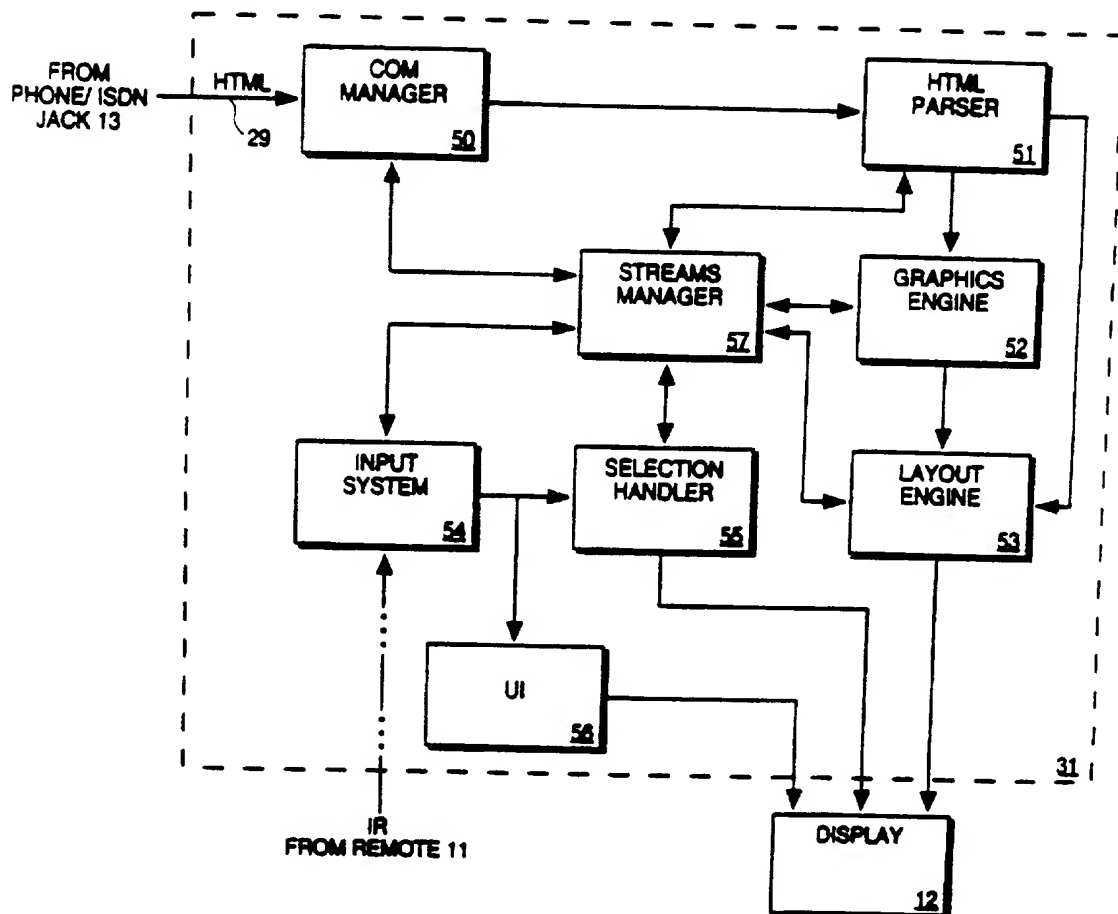 FROM
PHONE/ ISDN
JACK 13
HTML
29
COM
MANAGER
50
HTML
PARSER
51
STREAMS
MANAGER
57
GRAPHICS
ENGINE
52
INPUT
SYSTEM
54
SELECTION
HANDLER
55
LAYOUT
ENGINE
53
UI
56
31
IR
FROM REMOTE 11
DISPLAY
12